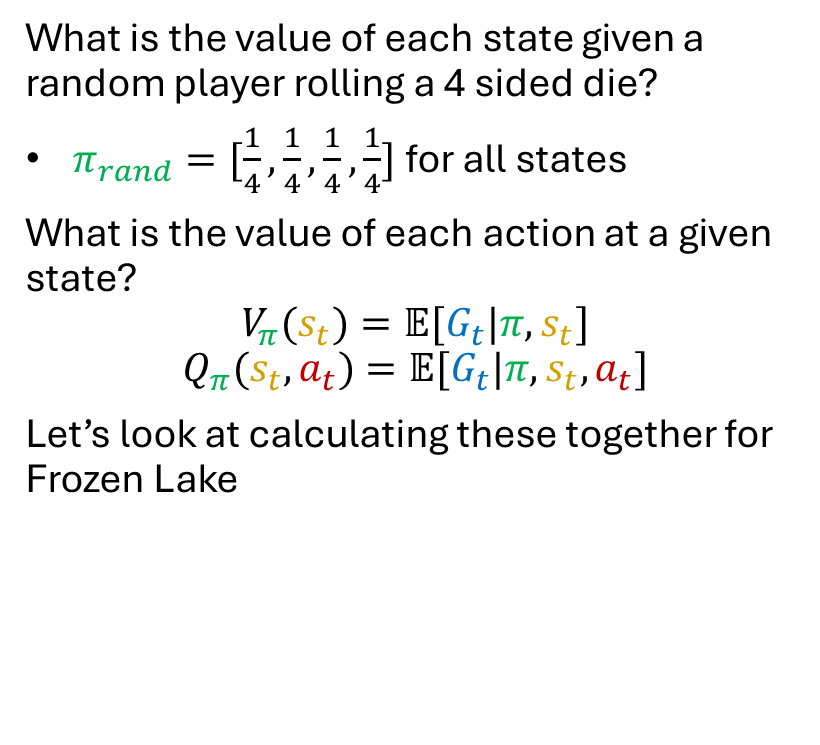 What is the value of each state given a
random player rolling a 4 sided die?
• π_rand = [1/4, 1/4, 1/4, 1/4] for all states
What is the value of each action at a given
state?
V_π(s_t) = 𝔼[G_t|π, s_t]
Q_π(s_t, a_t) = 𝔼[G_t|π, s_t, a_t]
Let’s look at calculating these together for
Frozen Lake